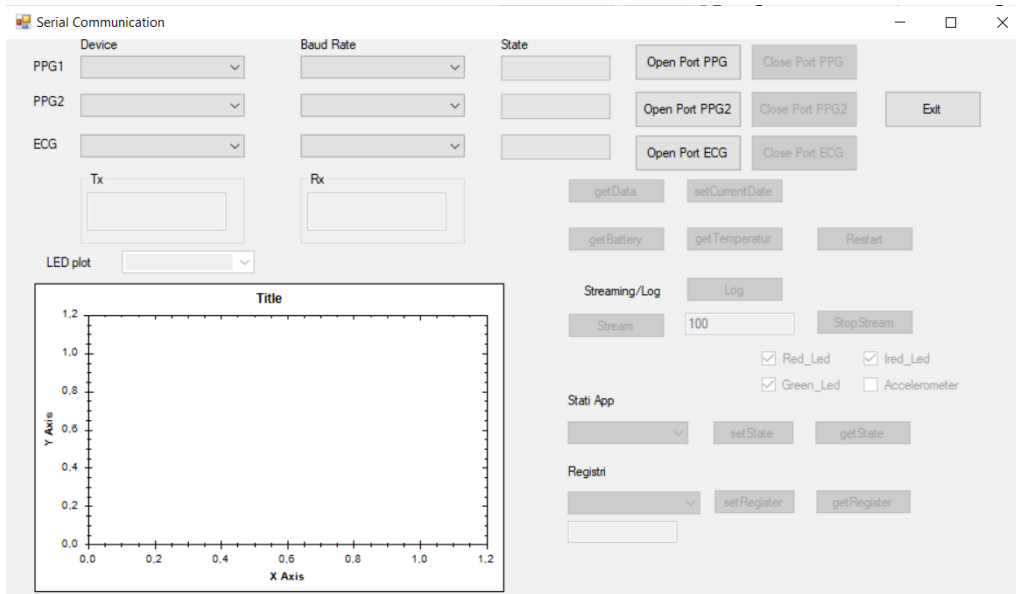 Serial Communication
Device Baud Rate State
PPG1 Open Port PPG Close Port PPG
PPG2 Open Port PPG2 Close Port PPG2 Exit
ECG Open Port ECG Close Port ECG
Tx Rx
getData setCurrentDate
getBattery getTemperatur Restart
LED plot
Streaming/Log Log
Stream 100 StopStream
Red_Led Ired_Led
Green_Led Accelerometer
Stati App
setState getState
Registri
setRegister getRegister
Title
1,2
1,0
0,8
0,6
0,4
0,2
0,0
Y Axis
0,0 0,2 0,4 0,6 0,8 1,0 1,2
X Axis